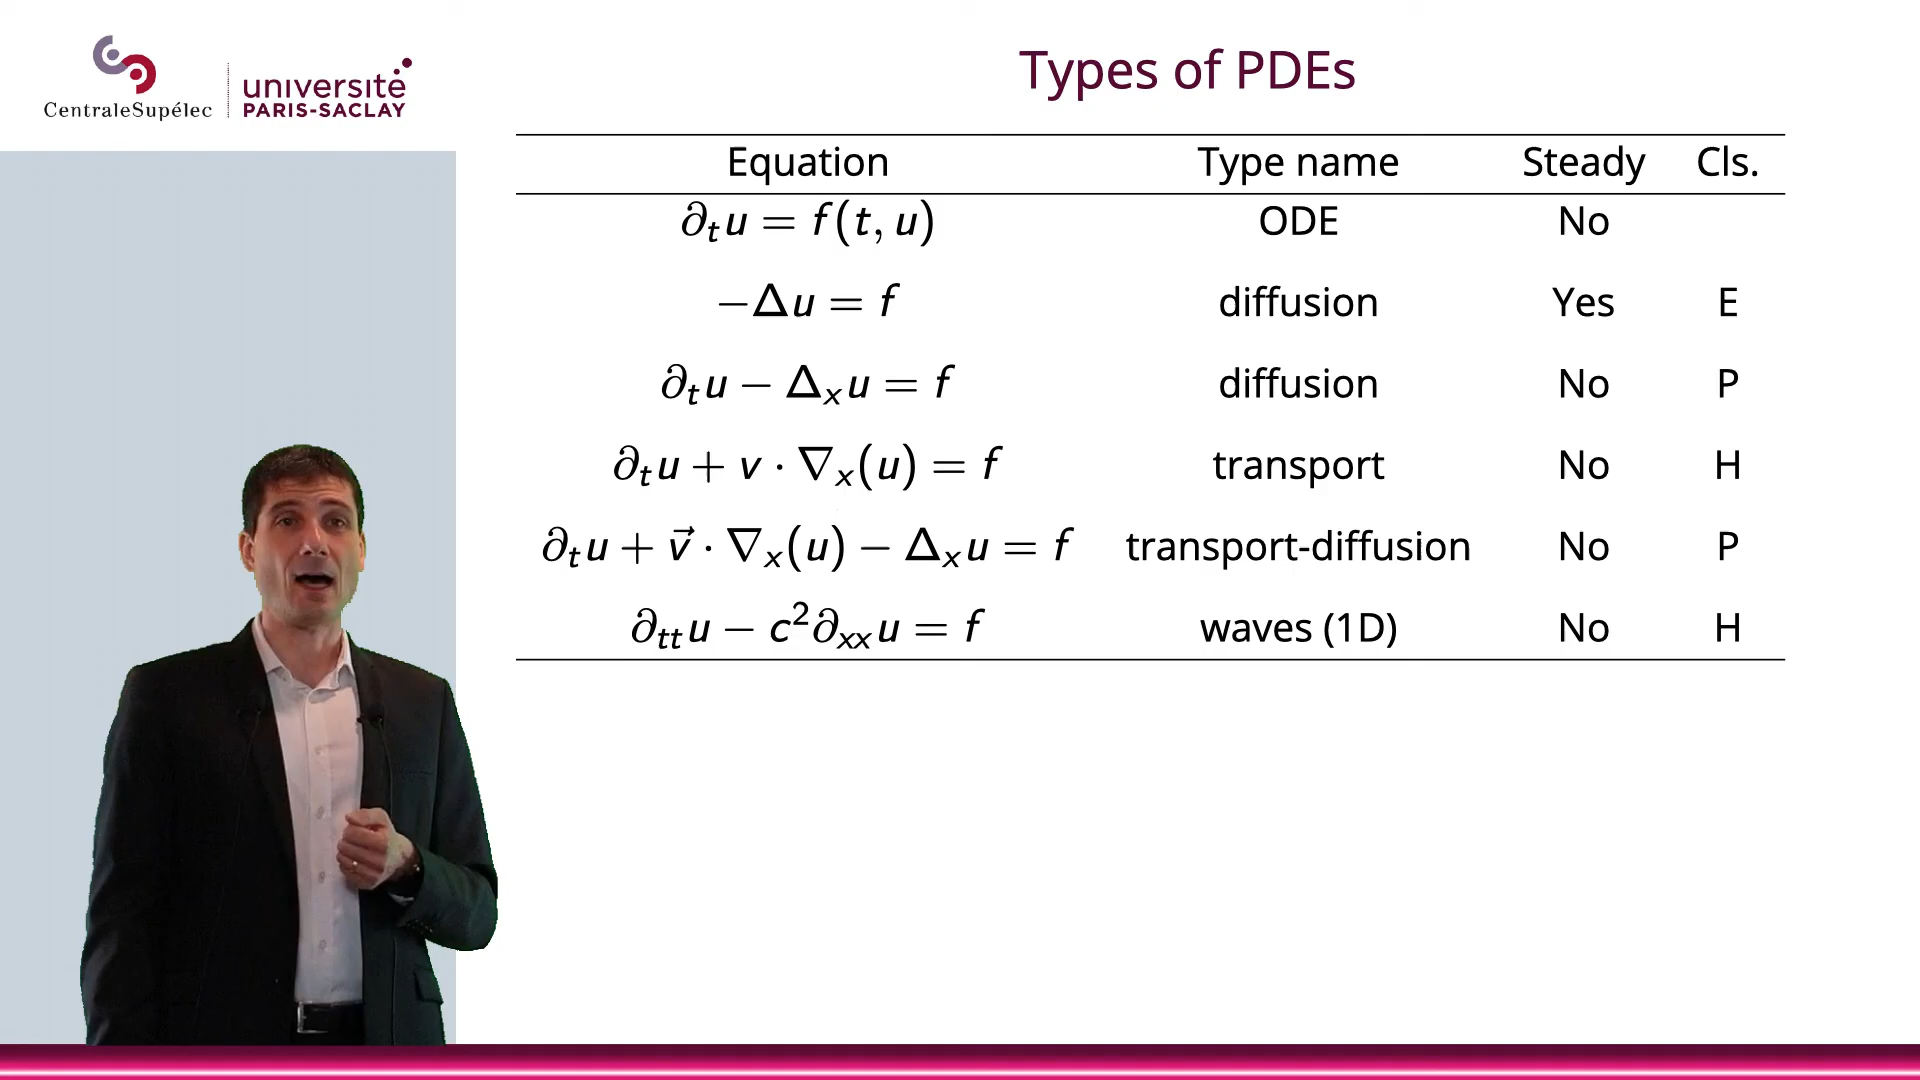 CentraleSupélec
université
PARIS-SACLAY
Types of PDEs
Equation Type name Steady Cls.
∂ₜu = f(t, u) ODE No
−Δu = f diffusion Yes E
∂ₜu − Δₓu = f diffusion No P
∂ₜu + v · ∇ₓ(u) = f transport No H
∂ₜu + v⃗ · ∇ₓ(u) − Δₓu = f transport-diffusion No P
∂ₜₜu − c²∂ₓₓu = f waves (1D) No H